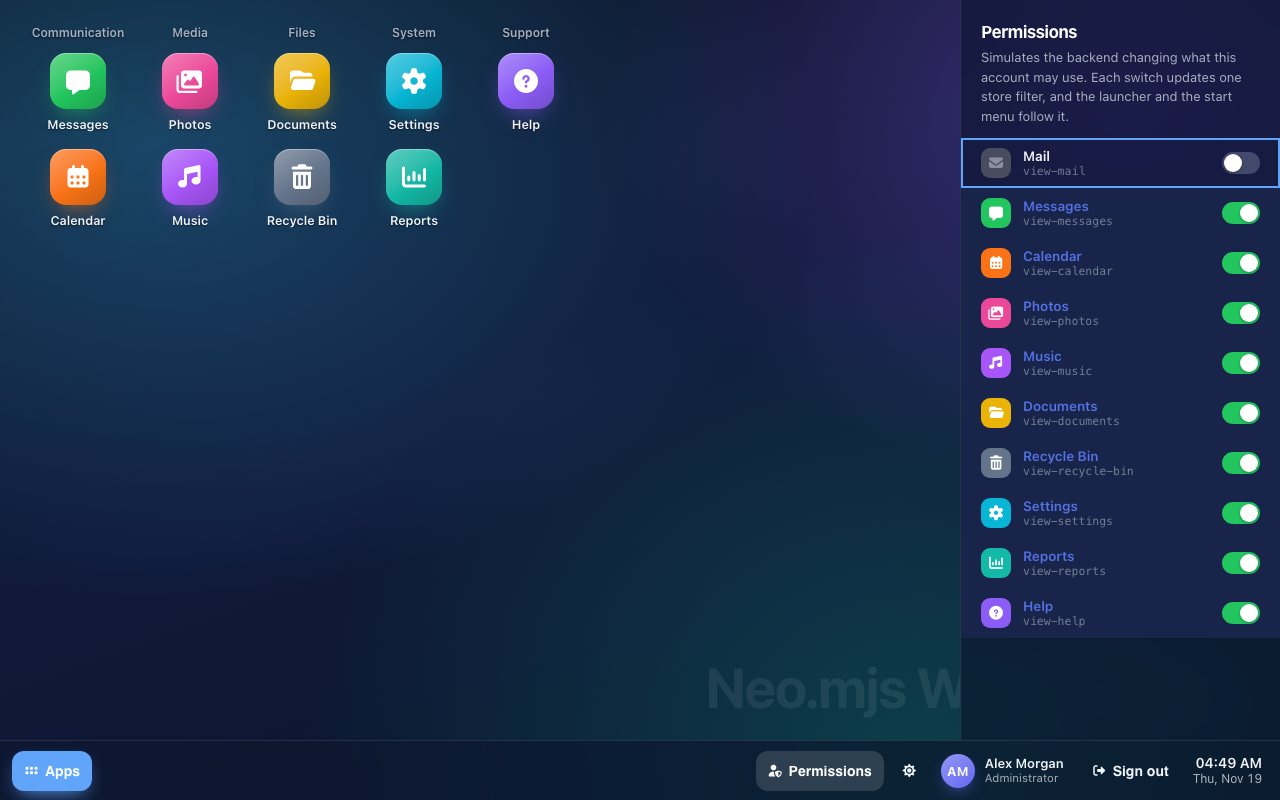 Communication
Media
Files
System
Support
Messages
Photos
Documents
Settings
Help
Calendar
Music
Recycle Bin
Reports
Neo.mjs W
Permissions
Simulates the backend changing what this
account may use. Each switch updates one
store filter, and the launcher and the start
menu follow it.
Mail
view-mail
Messages
view-messages
Calendar
view-calendar
Photos
view-photos
Music
view-music
Documents
view-documents
Recycle Bin
view-recycle-bin
Settings
view-settings
Reports
view-reports
Help
view-help
Apps
Permissions
AM
Alex Morgan
Administrator
Sign out
04:49 AM
Thu, Nov 19